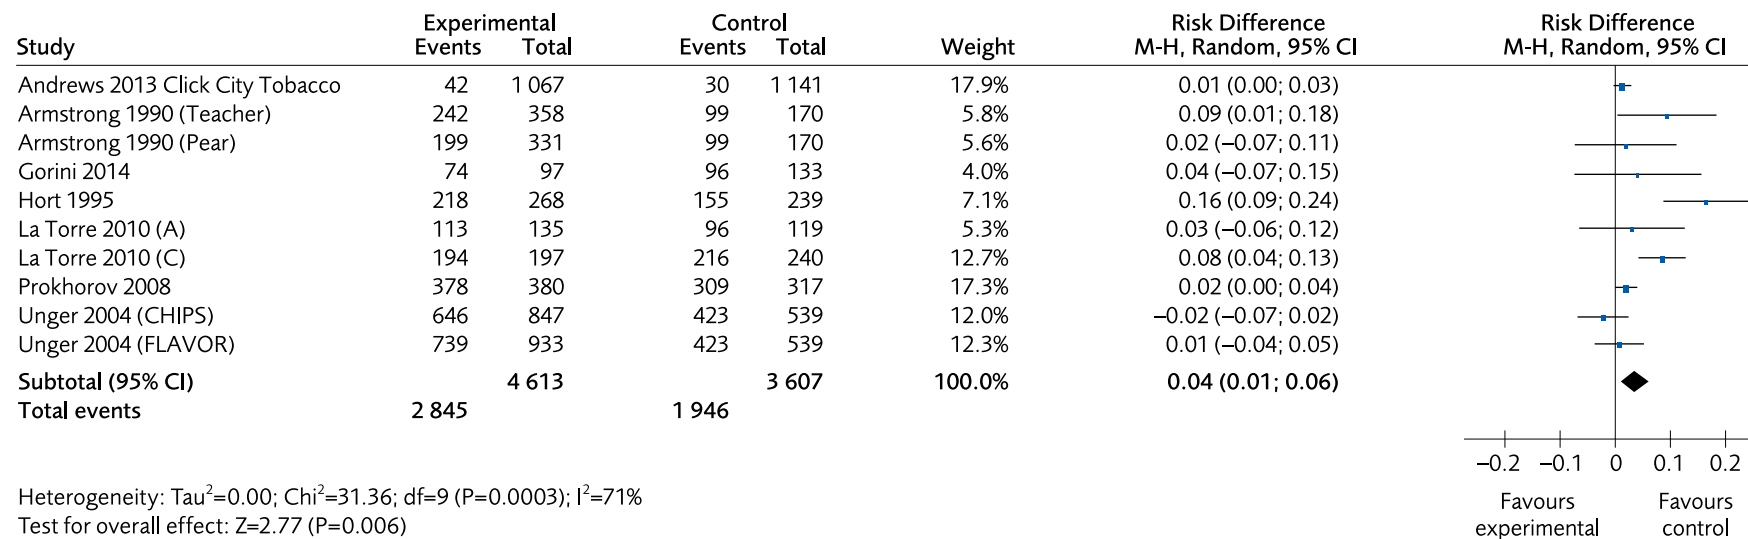 Experimental Control Risk Difference Risk Difference
Study Events Total Events Total Weight M-H, Random, 95% CI M-H, Random, 95% CI
Andrews 2013 Click City Tobacco 42 1 067 30 1 141 17.9% 0.01 (0.00; 0.03)
Armstrong 1990 (Teacher) 242 358 99 170 5.8% 0.09 (0.01; 0.18)
Armstrong 1990 (Pear) 199 331 99 170 5.6% 0.02 (–0.07; 0.11)
Gorini 2014 74 97 96 133 4.0% 0.04 (–0.07; 0.15)
Hort 1995 218 268 155 239 7.1% 0.16 (0.09; 0.24)
La Torre 2010 (A) 113 135 96 119 5.3% 0.03 (–0.06; 0.12)
La Torre 2010 (C) 194 197 216 240 12.7% 0.08 (0.04; 0.13)
Prokhorov 2008 378 380 309 317 17.3% 0.02 (0.00; 0.04)
Unger 2004 (CHIPS) 646 847 423 539 12.0% –0.02 (–0.07; 0.02)
Unger 2004 (FLAVOR) 739 933 423 539 12.3% 0.01 (–0.04; 0.05)
Subtotal (95% CI) 4 613 3 607 100.0% 0.04 (0.01; 0.06)
Total events 2 845 1 946
–0.2 –0.1 0 0.1 0.2
Heterogeneity: Tau²=0.00; Chi²=31.36; df=9 (P=0.0003); I²=71%
Test for overall effect: Z=2.77 (P=0.006)
Favours Favours
experimental control